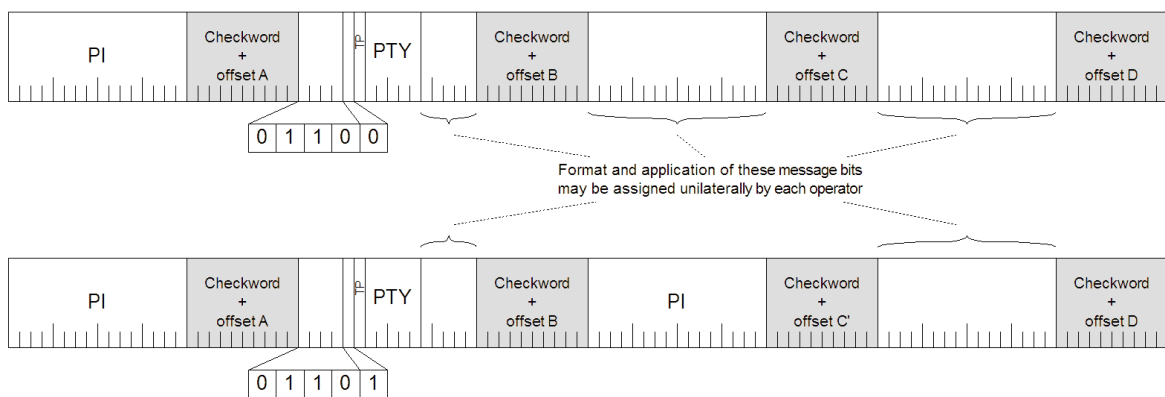 PI
Checkword
+
offset A
TP
PTY
Checkword
+
offset B
Checkword
+
offset C
Checkword
+
offset D
0 1 1 0 0
Format and application of these message bits
may be assigned unilaterally by each operator
PI
Checkword
+
offset A
TP
PTY
Checkword
+
offset B
PI
Checkword
+
offset C'
Checkword
+
offset D
0 1 1 0 1